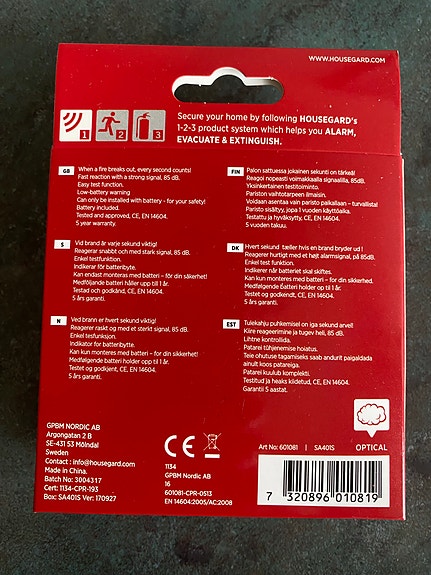 WWW.HOUSEGARD.COM
1
2
3
Secure your home by following HOUSEGARD's
1-2-3 product system which helps you ALARM,
EVACUATE & EXTINGUISH.
GB
When a fire breaks out, every second counts!
Fast reaction with a strong signal, 85 dB.
Easy test function.
Low-battery warning
Can only be installed with battery - for your safety!
Battery included.
Tested and approved, CE, EN 14604.
5 year warranty.
FIN
Palon sattuessa jokainen sekunti on tärkeä!
Reagoi nopeasti voimakkaalla signaalilla, 85dB.
Yksinkertainen testitoiminto.
Pariston vaihtotarpeen ilmaisin.
Voidaan asentaa vain paristo paikallaan - turvallista!
Paristo sisältyy, jopa 1 vuoden käyttöaika.
Testattu ja hyväksytty, CE, EN 14604.
5 vuoden takuu.
S
Vid brand är varje sekund viktig!
Reagerar snabbt och med stark signal, 85 dB.
Enkel testfunktion.
Indikerar för batteribyte.
Kan endast monteras med batteri – för din säkerhet!
Medföljande batteri håller upp till 1 år.
Testad och godkänd, CE, EN 14604.
5 års garanti.
DK
Hvert sekund tæller hvis en brand bryder ud !
Reagerer hurtigt med et højt alarmsignal, på 85dB.
Enkel test funktion.
Indikerer når batteriet skal skiftes.
Kan kun monteres med batteri - for din sikkerhed.
Medfølgende batteri holder op til 1 år.
Testet og godkendt, CE, EN 14604.
5 års garanti.
N
Ved brann er hvert sekund viktig!
Reagerer raskt og med et sterkt signal, 85 dB.
Enkel testfunksjon.
Indikator for batteribytte.
Kan kun monteres med batteri – for din sikkerhet!
Medfølgende batteri holder opp til 1 år.
Testet og godkjent, CE, EN 14604.
5 års garanti.
EST
Tulekahju puhkemisel on iga sekund arvel!
Kiire reageerimine ja tugev heli, 85 dB.
Lihtne kontrollida.
Patarei tühjenemise hoiatus.
Teie ohutuse tagamiseks saab andurit paigaldada
ainult koos patareiga.
Patarei kuulub komplekti.
Testitud ja heaks kiidetud, CE, EN 14604.
Garantii 5 aastat.
GPBM NORDIC AB
Argongatan 2 B
SE-431 53 Mölndal
Sweden
Contact : info@housegard.com
Made in China.
Batch No: 3004317
Cert: 1134-CPR-193
Box: SA401S Ver: 170927
CE
1134
GPBM Nordic AB
16
601081-CPR-0513
EN 14604:2005/AC:2008
OPTICAL
Art No: 601081 | SA401S
7 320896 010819